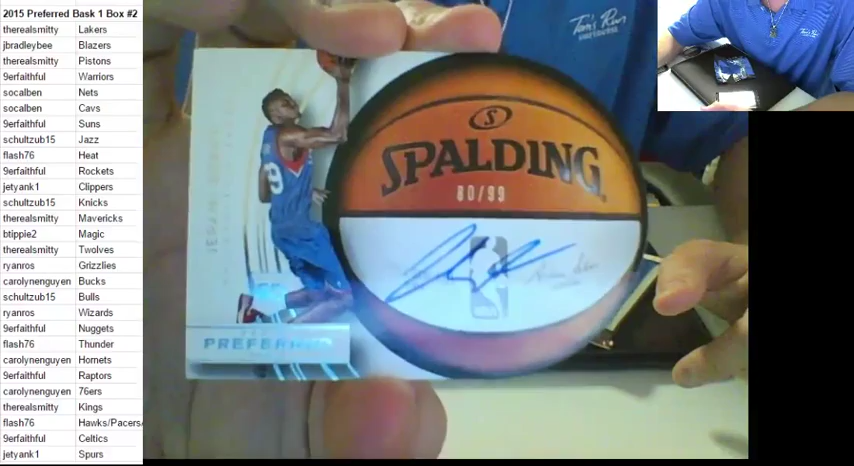 2015 Preferred Bask 1 Box #2
therealsmitty Lakers
jbradleybee Blazers
therealsmitty Pistons
9erfaithful Warriors
socalben Nets
socalben Cavs
9erfaithful Suns
schultzub15 Jazz
flash76 Heat
9erfaithful Rockets
jetyank1 Clippers
schultzub15 Knicks
therealsmitty Mavericks
btippie2 Magic
therealsmitty Twolves
ryanros Grizzlies
carolynenguyen Bucks
schultzub15 Bulls
ryanros Wizards
9erfaithful Nuggets
flash76 Thunder
carolynenguyen Hornets
9erfaithful Raptors
carolynenguyen 76ers
therealsmitty Kings
flash76 Hawks/Pacers/
9erfaithful Celtics
jetyank1 Spurs
S
SPALDING
80/99
9
PREFERRED